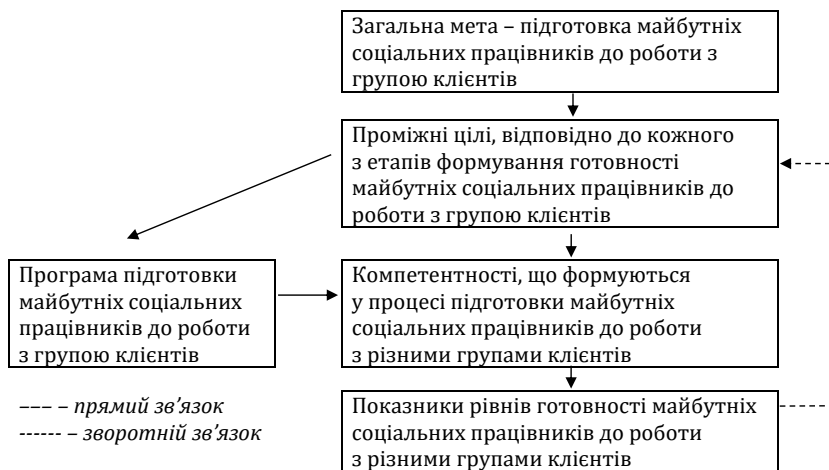 Загальна мета – підготовка майбутніх
соціальних працівників до роботи з
групою клієнтів
Проміжні цілі, відповідно до кожного
з етапів формування готовності
майбутніх соціальних працівників до
роботи з групою клієнтів
Програма підготовки
майбутніх соціальних
працівників до роботи
з групою клієнтів
Компетентності, що формуються
у процесі підготовки майбутніх
соціальних працівників до роботи
з різними групами клієнтів
––– – прямий зв’язок
------ – зворотній зв’язок
Показники рівнів готовності майбутніх
соціальних працівників до роботи
з різними групами клієнтів